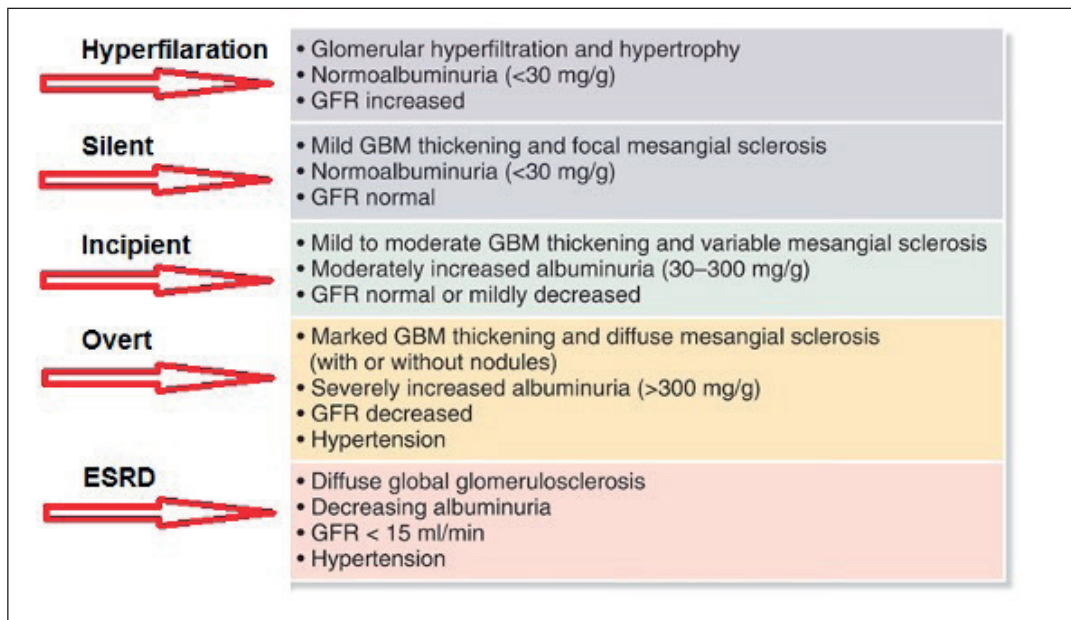 Hyperfilaration
• Glomerular hyperfiltration and hypertrophy
• Normoalbuminuria (<30 mg/g)
• GFR increased
Silent
• Mild GBM thickening and focal mesangial sclerosis
• Normoalbuminuria (<30 mg/g)
• GFR normal
Incipient
• Mild to moderate GBM thickening and variable mesangial sclerosis
• Moderately increased albuminuria (30–300 mg/g)
• GFR normal or mildly decreased
Overt
• Marked GBM thickening and diffuse mesangial sclerosis
(with or without nodules)
• Severely increased albuminuria (>300 mg/g)
• GFR decreased
• Hypertension
ESRD
• Diffuse global glomerulosclerosis
• Decreasing albuminuria
• GFR < 15 ml/min
• Hypertension